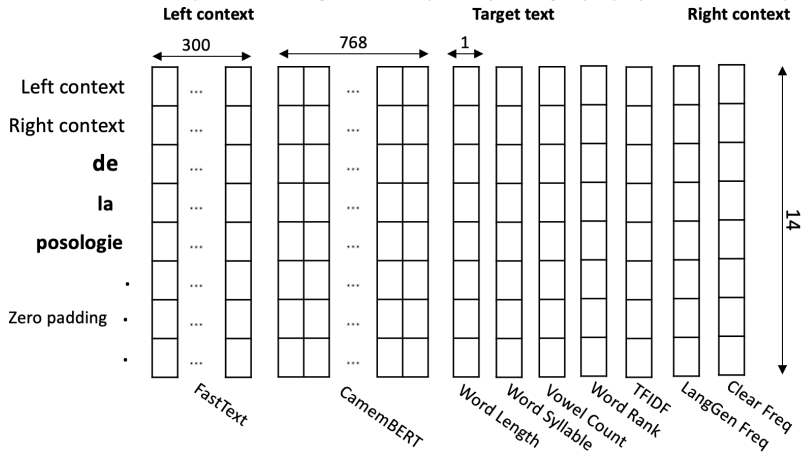 Left context Target text Right context
300 768 1
Left context ... ...
Right context ... ...
de ... ...
la ... ...
posologie ... ...
. ... ...
Zero padding . ... ...
. ... ...
14
FastText CamemBERT Word Length Word Syllable Vowel Count Word Rank TFIDF LangGen Freq Clear Freq